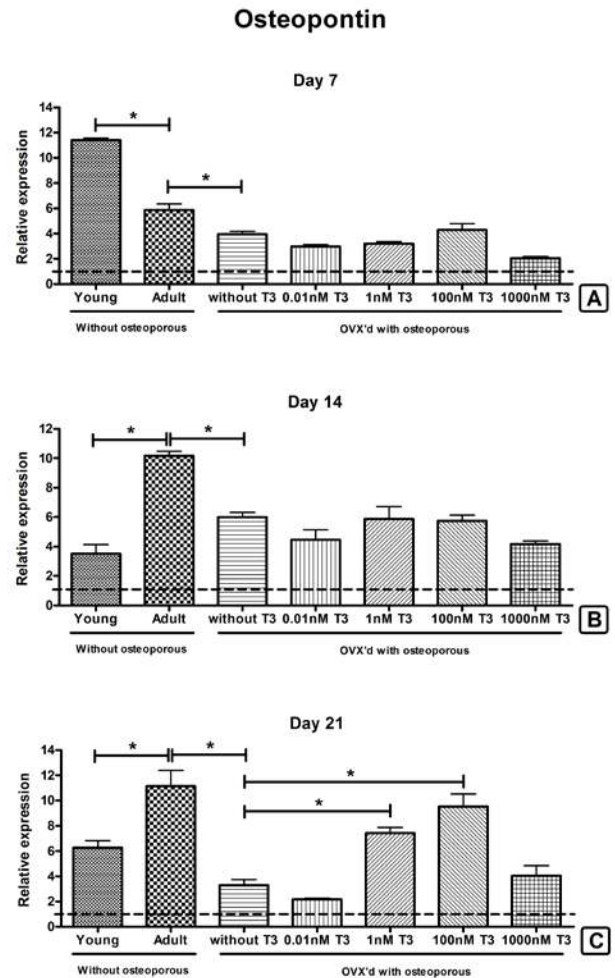 Osteopontin
Day 7
Relative expression
14
12
10
8
6
4
2
0
*
*
Young Adult without T3 0.01nM T3 1nM T3 100nM T3 1000nM T3
Without osteoporous OVX'd with osteoporous
A
Day 14
Relative expression
12
10
8
6
4
2
0
*
*
Young Adult without T3 0.01nM T3 1nM T3 100nM T3 1000nM T3
Without osteoporous OVX'd with osteoporous
B
Day 21
Relative expression
14
12
10
8
6
4
2
0
*
*
*
*
Young Adult without T3 0.01nM T3 1nM T3 100nM T3 1000nM T3
Without osteoporous OVX'd with osteoporous
C